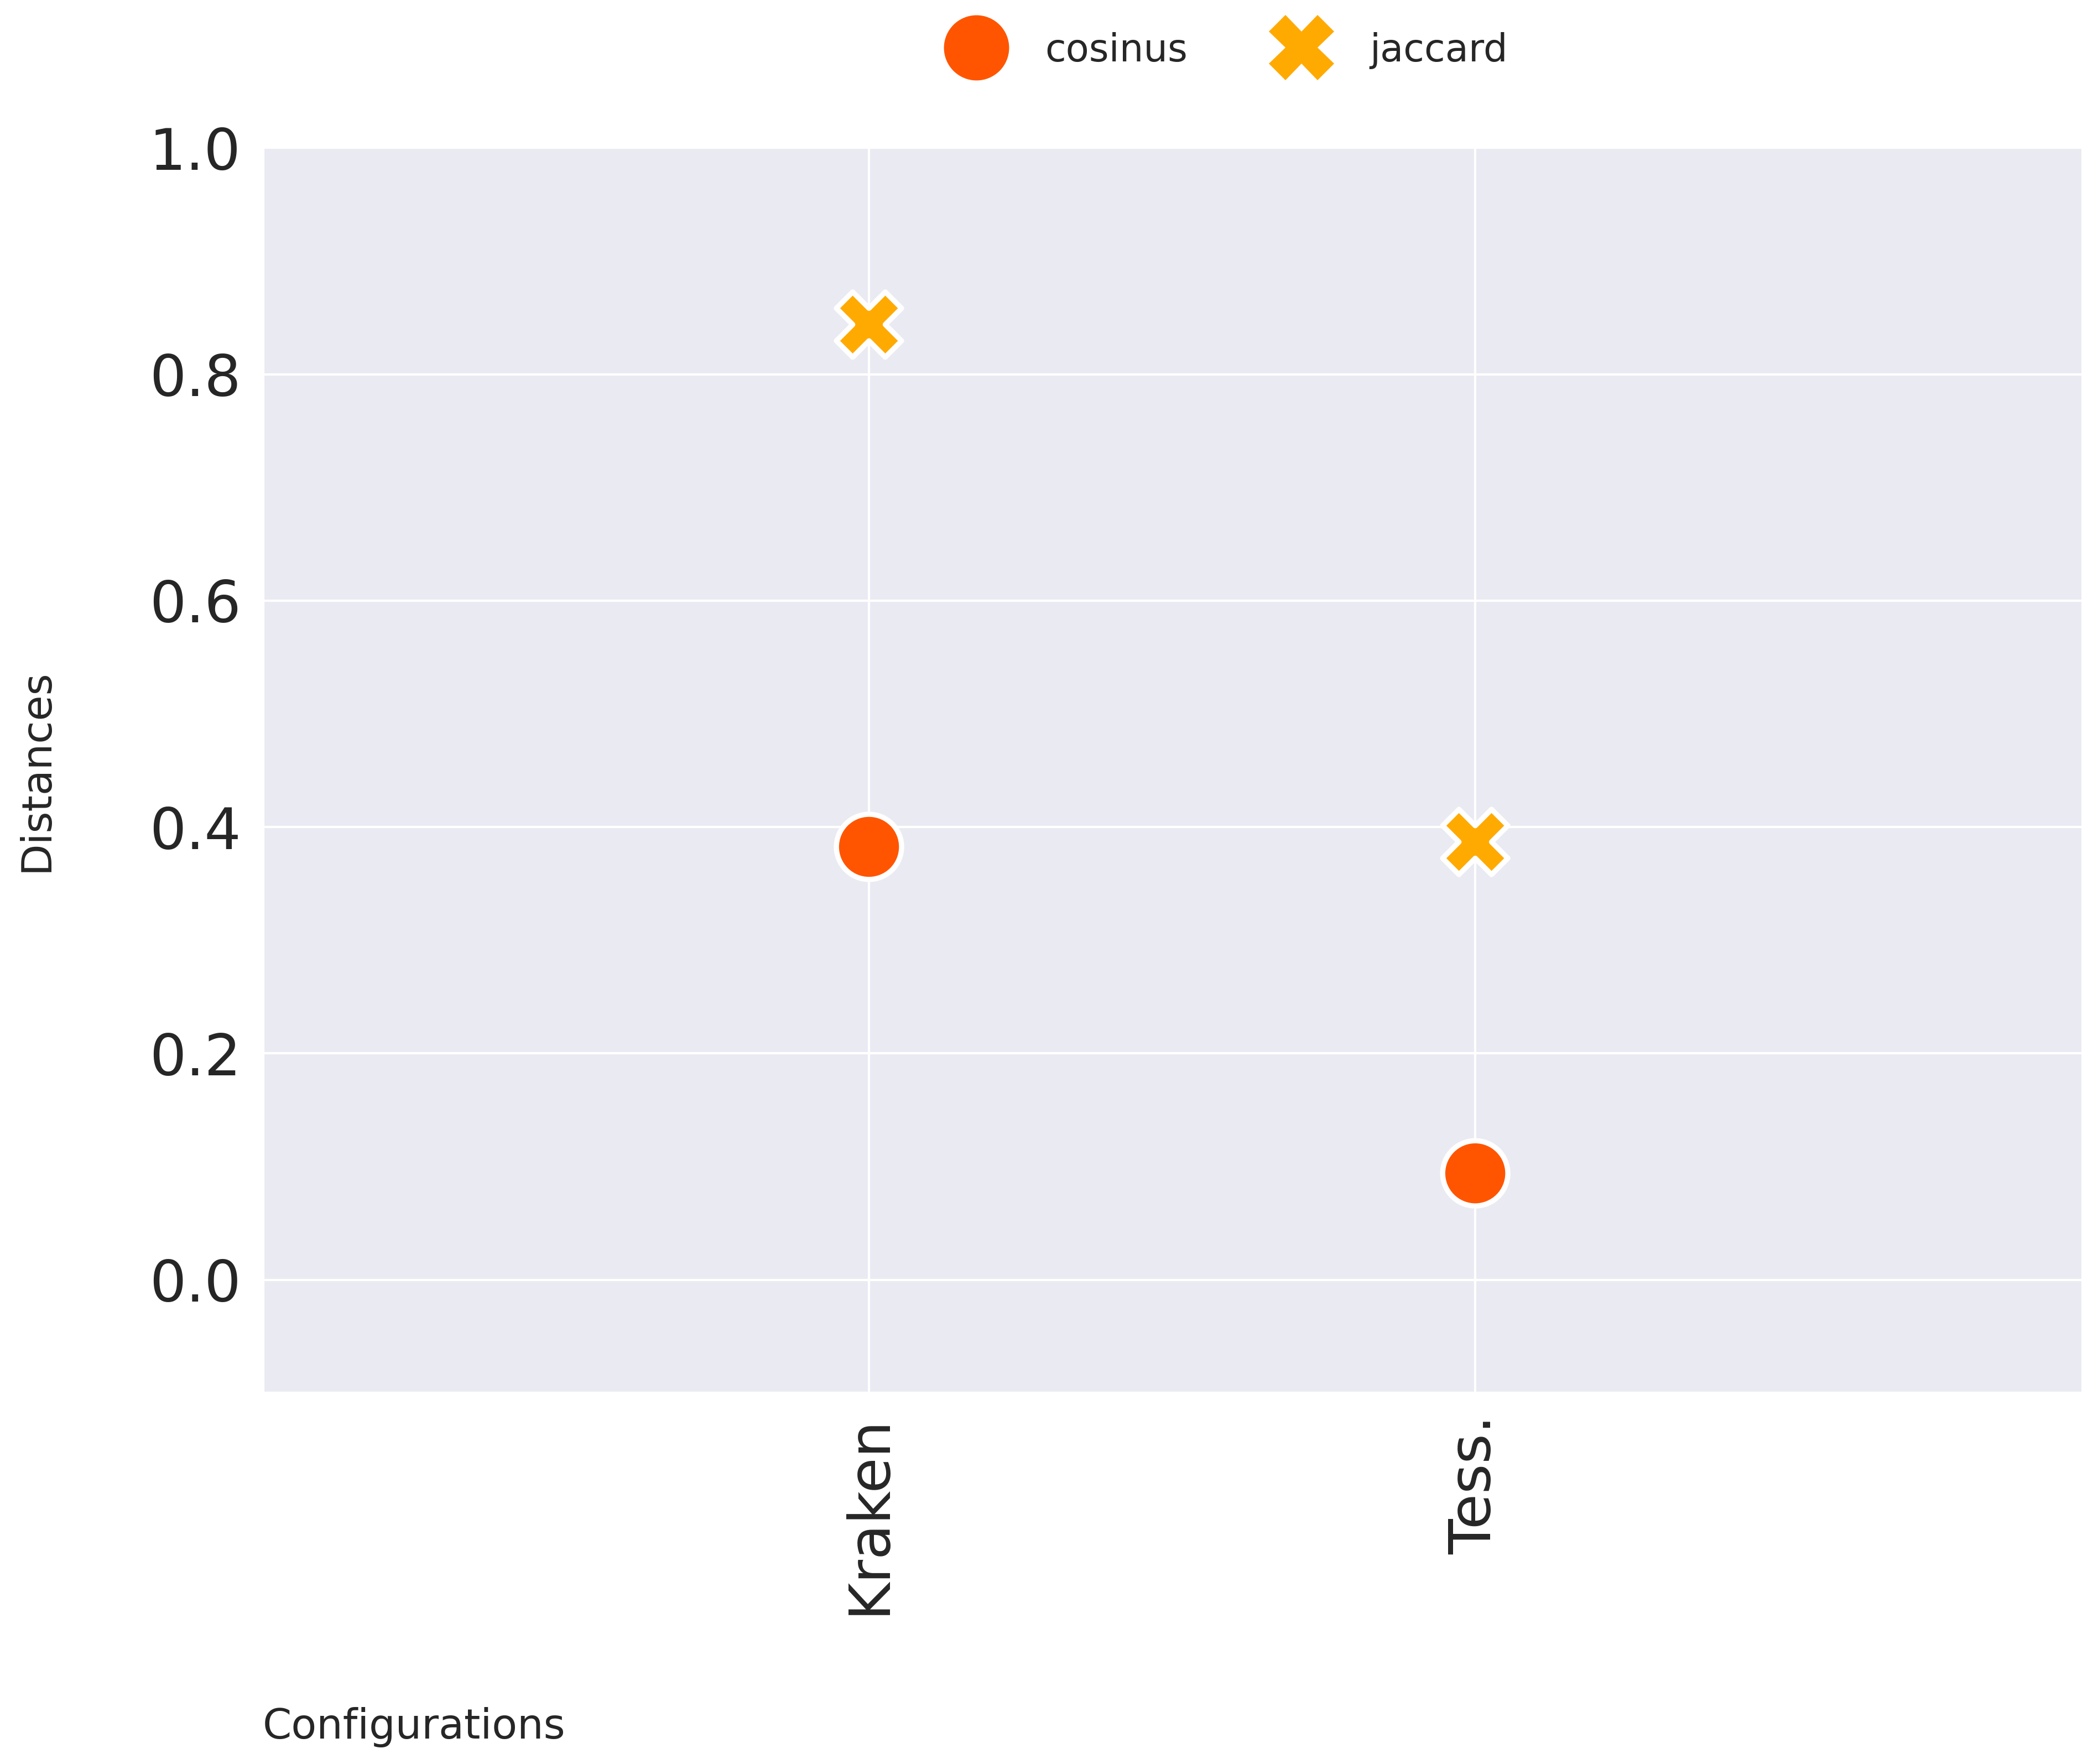 cosinus jaccard
1.0
0.8
0.6
0.4
0.2
0.0
Distances
Kraken
Tess.
Configurations